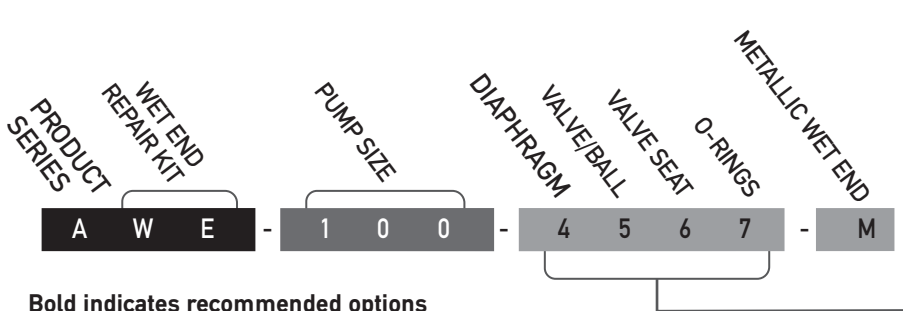 PRODUCT
SERIES
WET END
REPAIR KIT
PUMP SIZE
DIAPHRAGM
VALVE/BALL
VALVE SEAT
O-RINGS
METALLIC WET END
A W E - 1 0 0 - 4 5 6 7 - M
Bold indicates recommended options